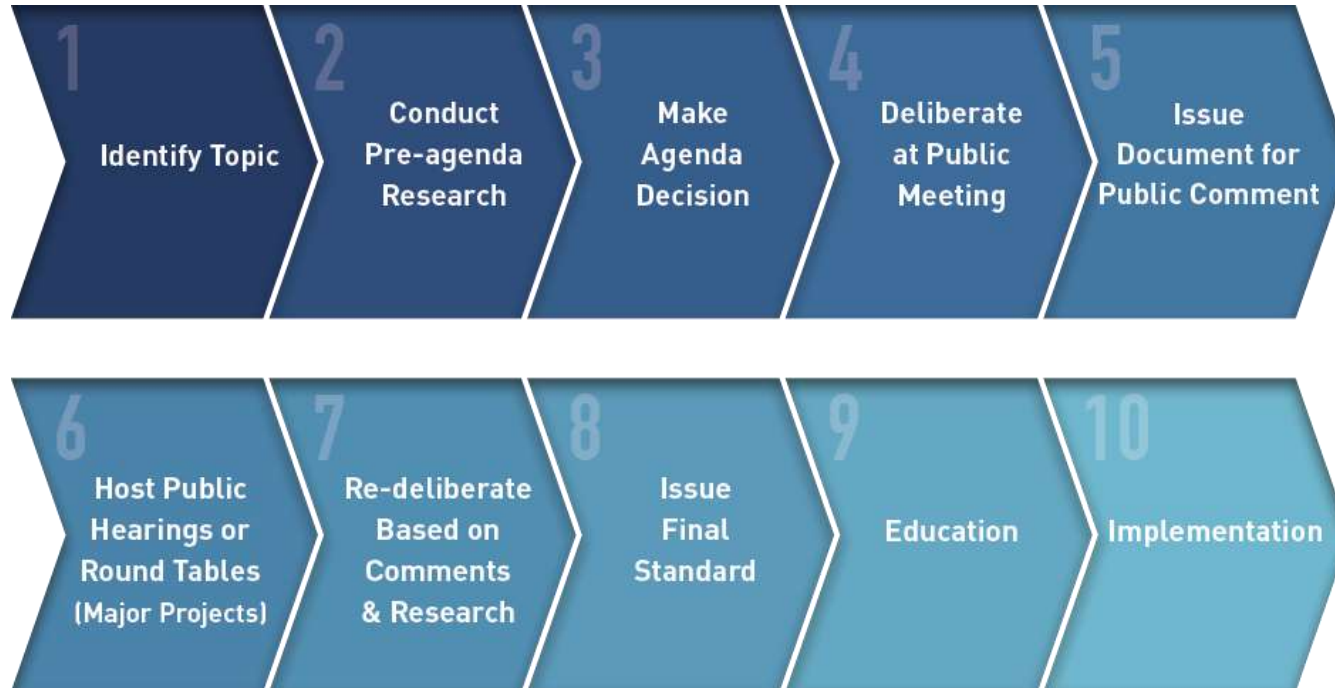 1
Identify Topic
2
Conduct
Pre-agenda
Research
3
Make
Agenda
Decision
4
Deliberate
at Public
Meeting
5
Issue
Document for
Public Comment
6
Host Public
Hearings or
Round Tables
(Major Projects)
7
Re-deliberate
Based on
Comments
& Research
8
Issue
Final
Standard
9
Education
10
Implementation